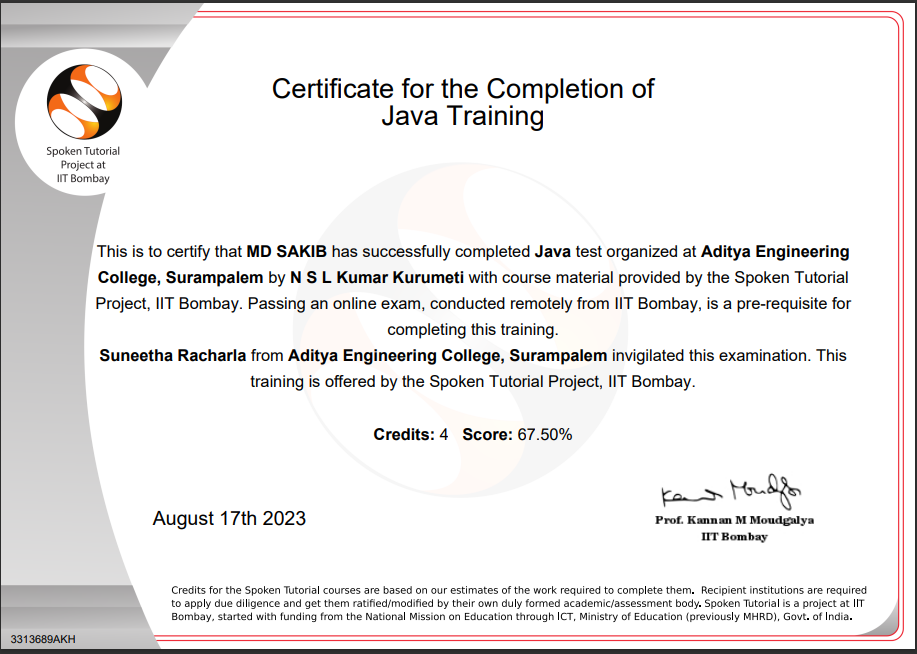 Spoken Tutorial
Project at
IIT Bombay
Certificate for the Completion of
Java Training
This is to certify that MD SAKIB has successfully completed Java test organized at Aditya Engineering
College, Surampalem by N S L Kumar Kurumeti with course material provided by the Spoken Tutorial
Project, IIT Bombay. Passing an online exam, conducted remotely from IIT Bombay, is a pre-requisite for
completing this training.
Suneetha Racharla from Aditya Engineering College, Surampalem invigilated this examination. This
training is offered by the Spoken Tutorial Project, IIT Bombay.
Credits: 4 Score: 67.50%
August 17th 2023
Kannan Moudgalya
Prof. Kannan M Moudgalya
IIT Bombay
Credits for the Spoken Tutorial courses are based on our estimates of the work required to complete them. Recipient institutions are required
to apply due diligence and get them ratified/modified by their own duly formed academic/assessment body. Spoken Tutorial is a project at IIT
Bombay, started with funding from the National Mission on Education through ICT, Ministry of Education (previously MHRD), Govt. of India.
3313689AKH